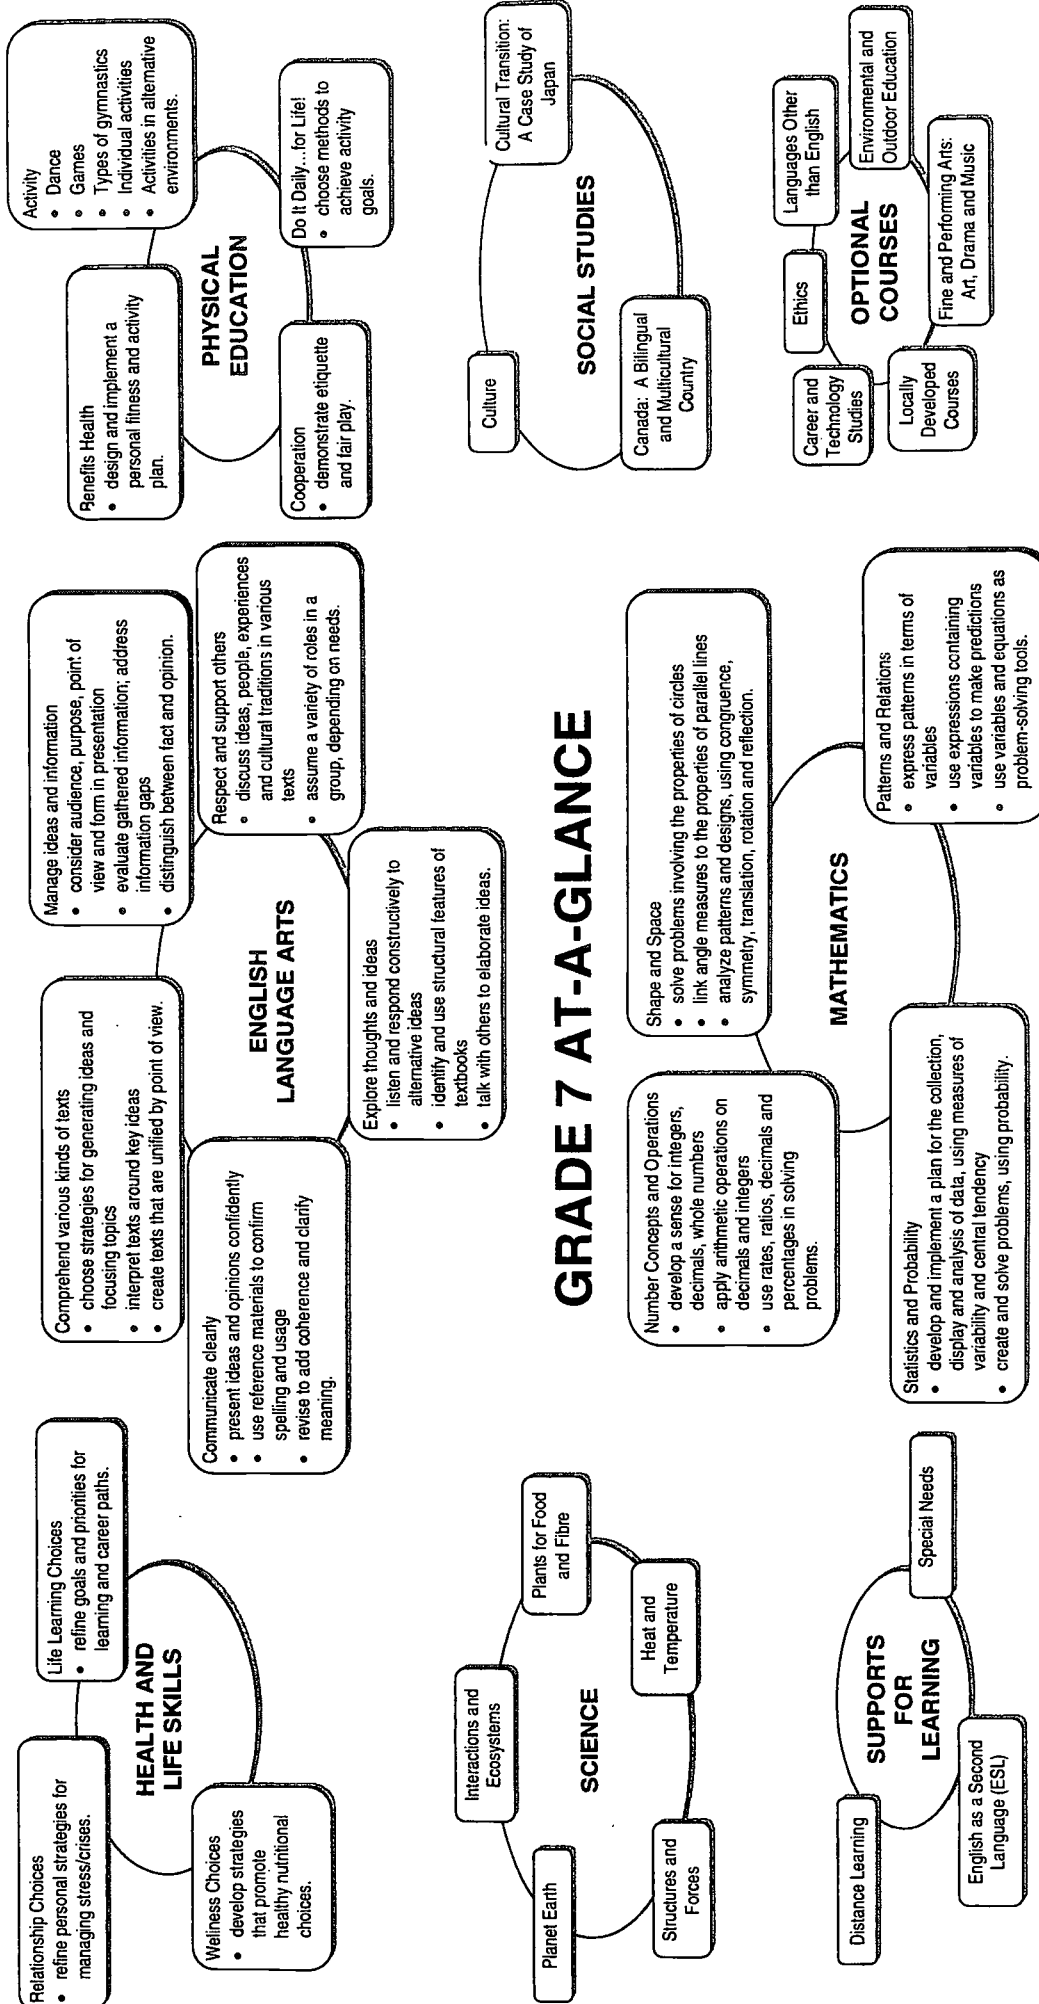 Relationship Choices
• refine personal strategies for
managing stress/crises.
Life Learning Choices
• refine goals and priorities for
learning and career paths.
HEALTH AND
LIFE SKILLS
Wellness Choices
• develop strategies
that promote
healthy nutritional
choices.
Comprehend various kinds of texts
• choose strategies for generating ideas and
focusing topics
• interpret texts around key ideas
• create texts that are unified by point of view.
Manage ideas and information
• consider audience, purpose, point of
view and form in presentation
• evaluate gathered information; address
information gaps
• distinguish between fact and opinion.
Communicate clearly
• present ideas and opinions confidently
• use reference materials to confirm
spelling and usage
• revise to add coherence and clarify
meaning.
ENGLISH
LANGUAGE ARTS
Respect and support others
• discuss ideas, people, experiences
and cultural traditions in various
texts
• assume a variety of roles in a
group, depending on needs.
Explore thoughts and ideas
• listen and respond constructively to
alternative ideas
• identify and use structural features of
textbooks
• talk with others to elaborate ideas.
Benefits Health
• design and implement a
personal fitness and activity
plan.
Activity
• Dance
• Games
• Types of gymnastics
• Individual activities
• Activities in alternative
environments.
PHYSICAL
EDUCATION
Cooperation
• demonstrate etiquette
and fair play.
Do It Daily...for Life!
• choose methods to
achieve activity
goals.
GRADE 7 AT-A-GLANCE
Interactions and
Ecosystems
Planet Earth
Plants for Food
and Fibre
SCIENCE
Structures and
Forces
Heat and
Temperature
Culture
Cultural Transition:
A Case Study of
Japan
SOCIAL STUDIES
Canada: A Bilingual
and Multicultural
Country
Number Concepts and Operations
• develop a sense for integers,
decimals, whole numbers
• apply arithmetic operations on
decimals and integers
• use rates, ratios, decimals and
percentages in solving
problems.
Shape and Space
• solve problems involving the properties of circles
• link angle measures to the properties of parallel lines
• analyze patterns and designs, using congruence,
symmetry, translation, rotation and reflection.
MATHEMATICS
Statistics and Probability
• develop and implement a plan for the collection,
display and analysis of data, using measures of
variability and central tendency
• create and solve problems, using probability.
Patterns and Relations
• express patterns in terms of
variables
• use expressions containing
variables to make predictions
• use variables and equations as
problem-solving tools.
Distance Learning
SUPPORTS
FOR
LEARNING
Special Needs
English as a Second
Language (ESL)
Ethics
Languages Other
than English
Career and
Technology
Studies
OPTIONAL
COURSES
Environmental and
Outdoor Education
Locally
Developed
Courses
Fine and Performing Arts:
Art, Drama and Music